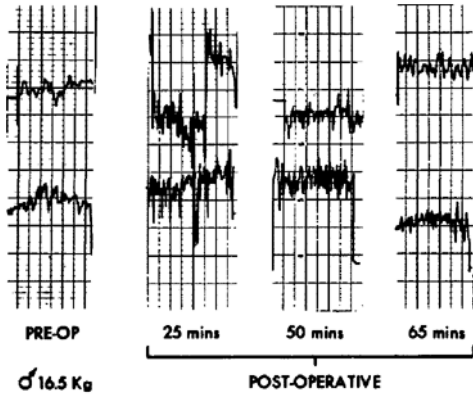 PRE-OP 25 mins 50 mins 65 mins
♂ 16.5 Kg POST-OPERATIVE